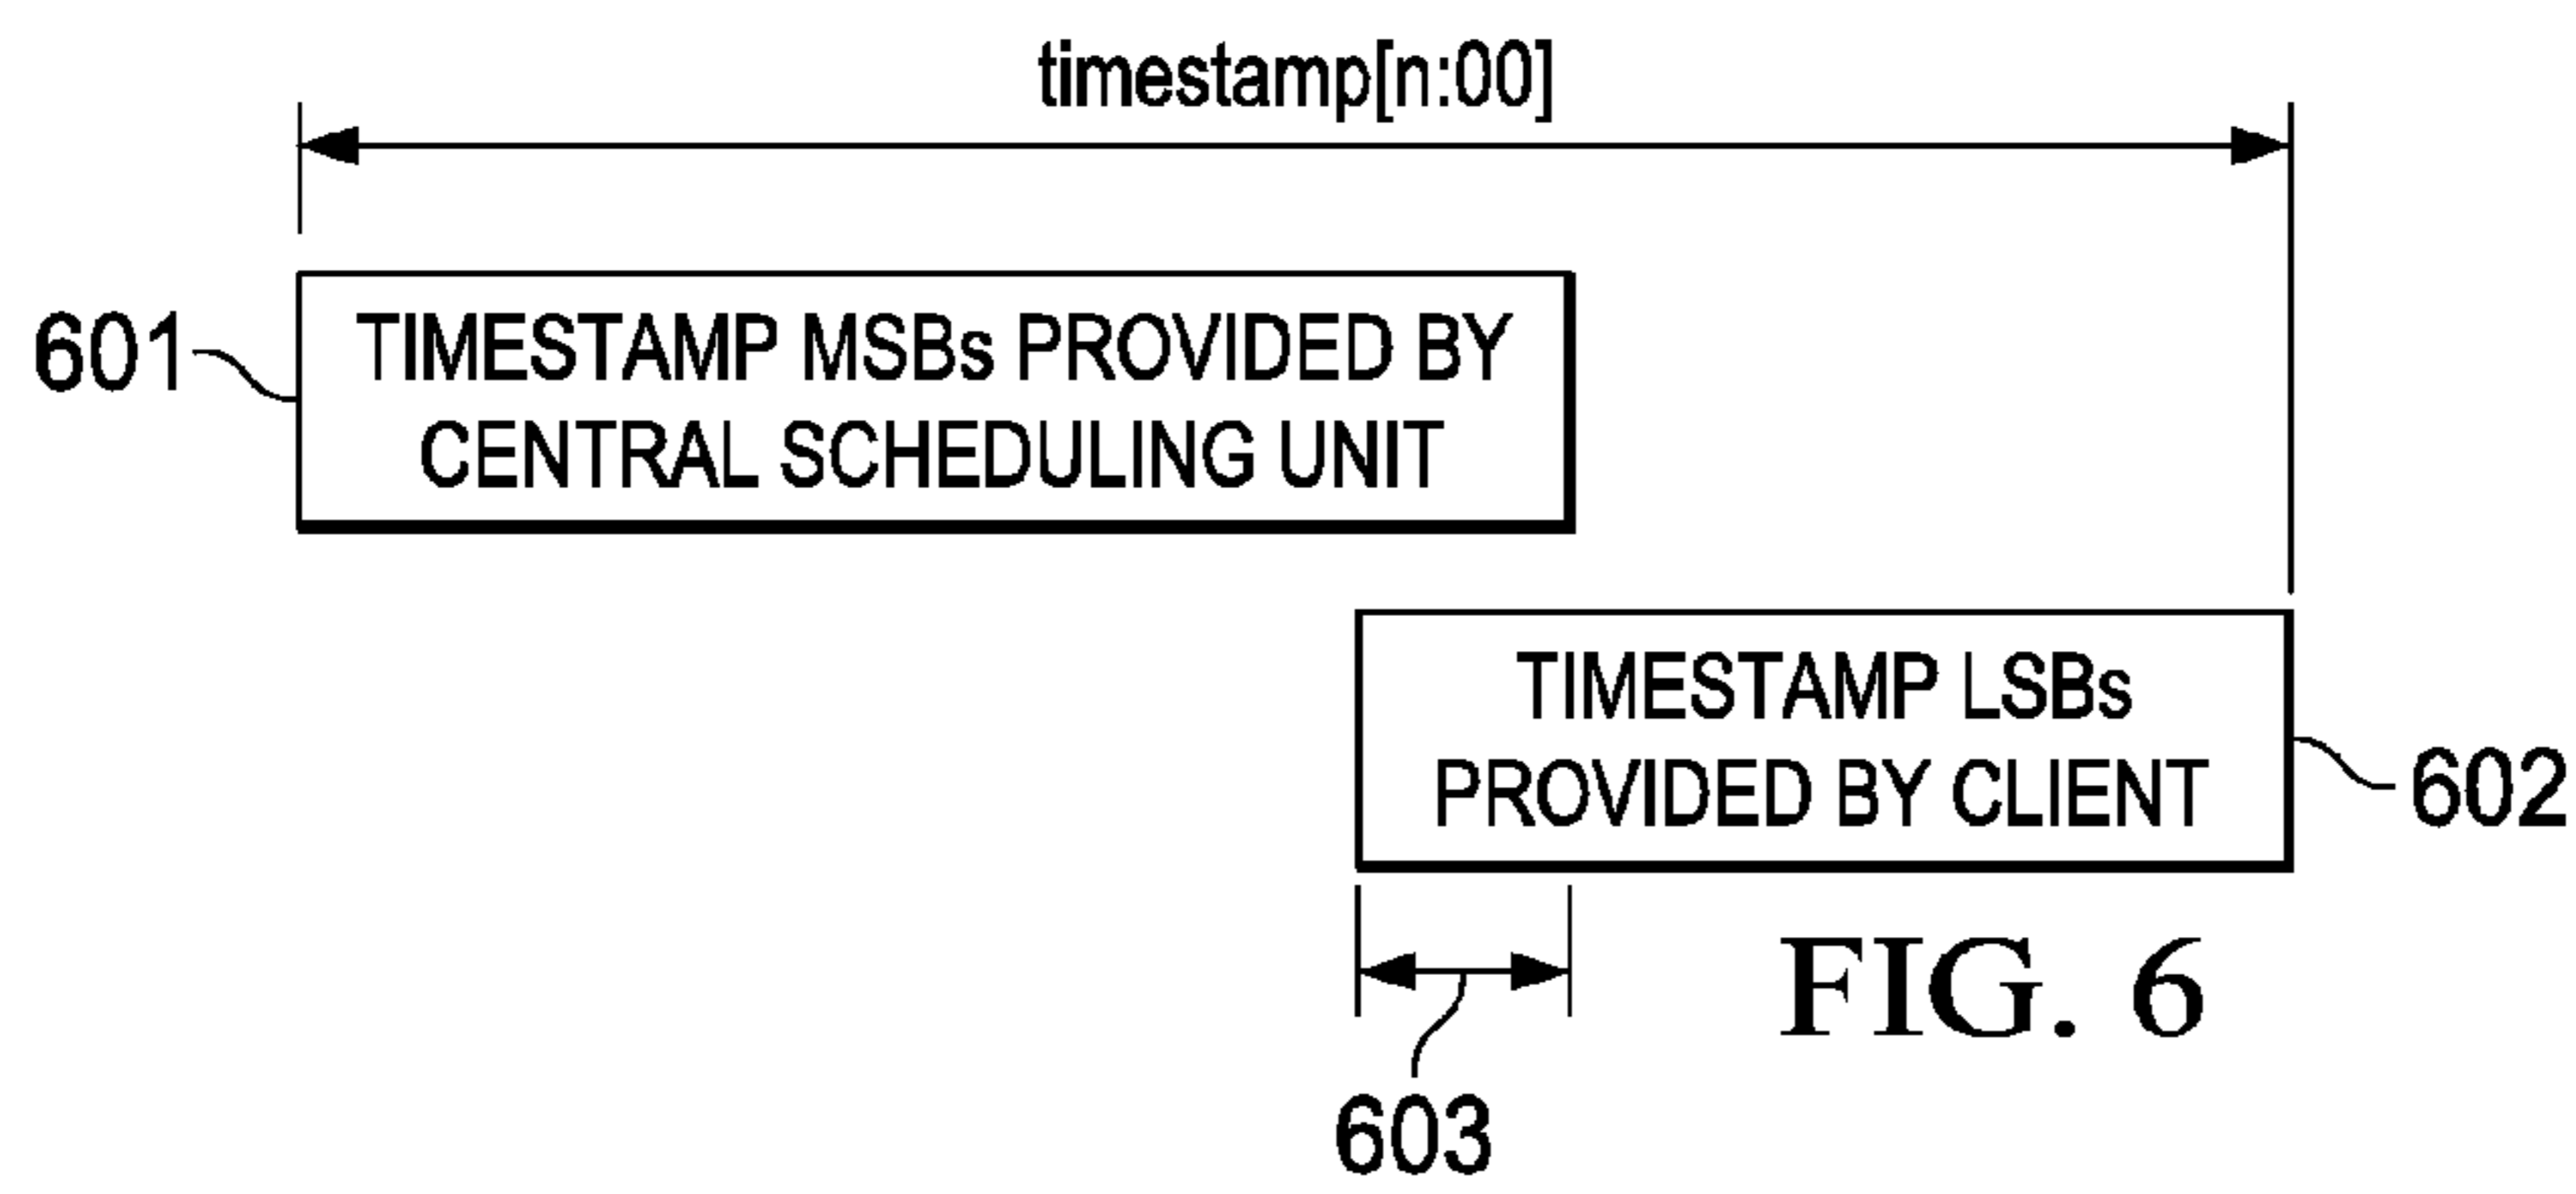 timestamp[n:00]
601
TIMESTAMP MSBs PROVIDED BY
CENTRAL SCHEDULING UNIT
TIMESTAMP LSBs
PROVIDED BY CLIENT
602
603
FIG. 6